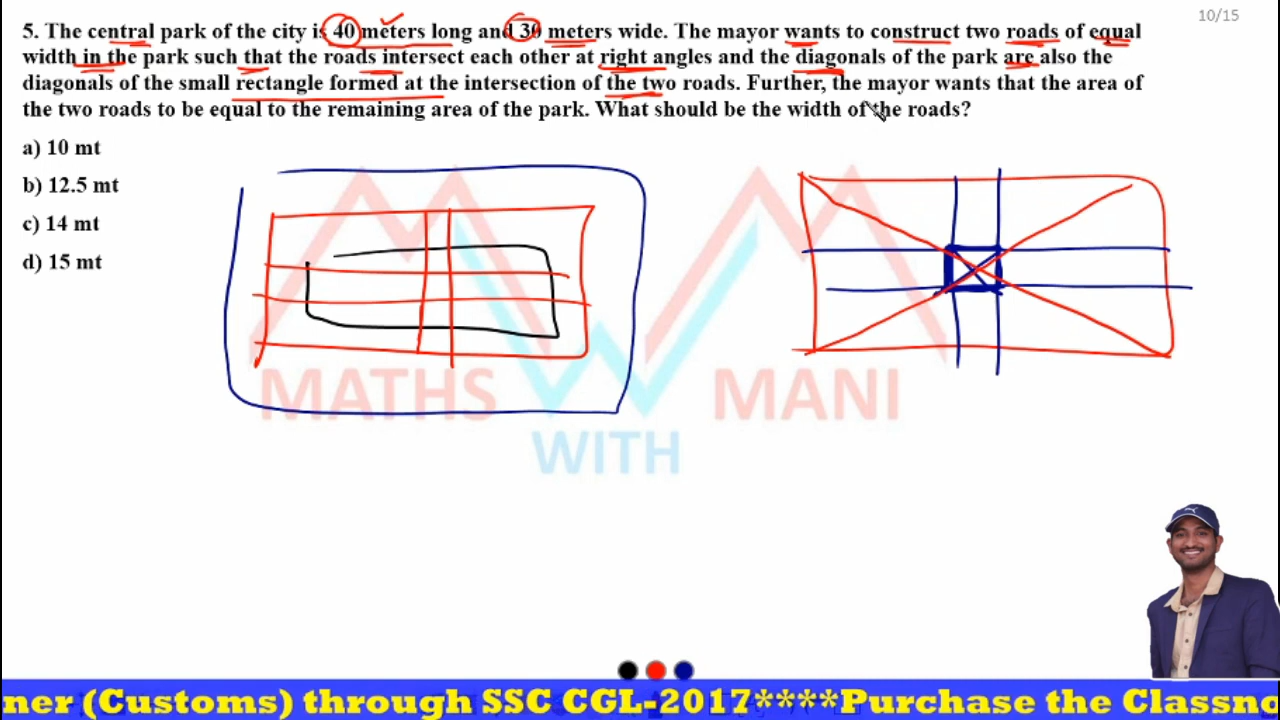 10/15
5. The central park of the city is 40 meters long and 30 meters wide. The mayor wants to construct two roads of equal
width in the park such that the roads intersect each other at right angles and the diagonals of the park are also the
diagonals of the small rectangle formed at the intersection of the two roads. Further, the mayor wants that the area of
the two roads to be equal to the remaining area of the park. What should be the width of the roads?
a) 10 mt
b) 12.5 mt
c) 14 mt
d) 15 mt
MATHS
WITH
MANI
ner (Customs) through SSC CGL-2017****Purchase the Classno